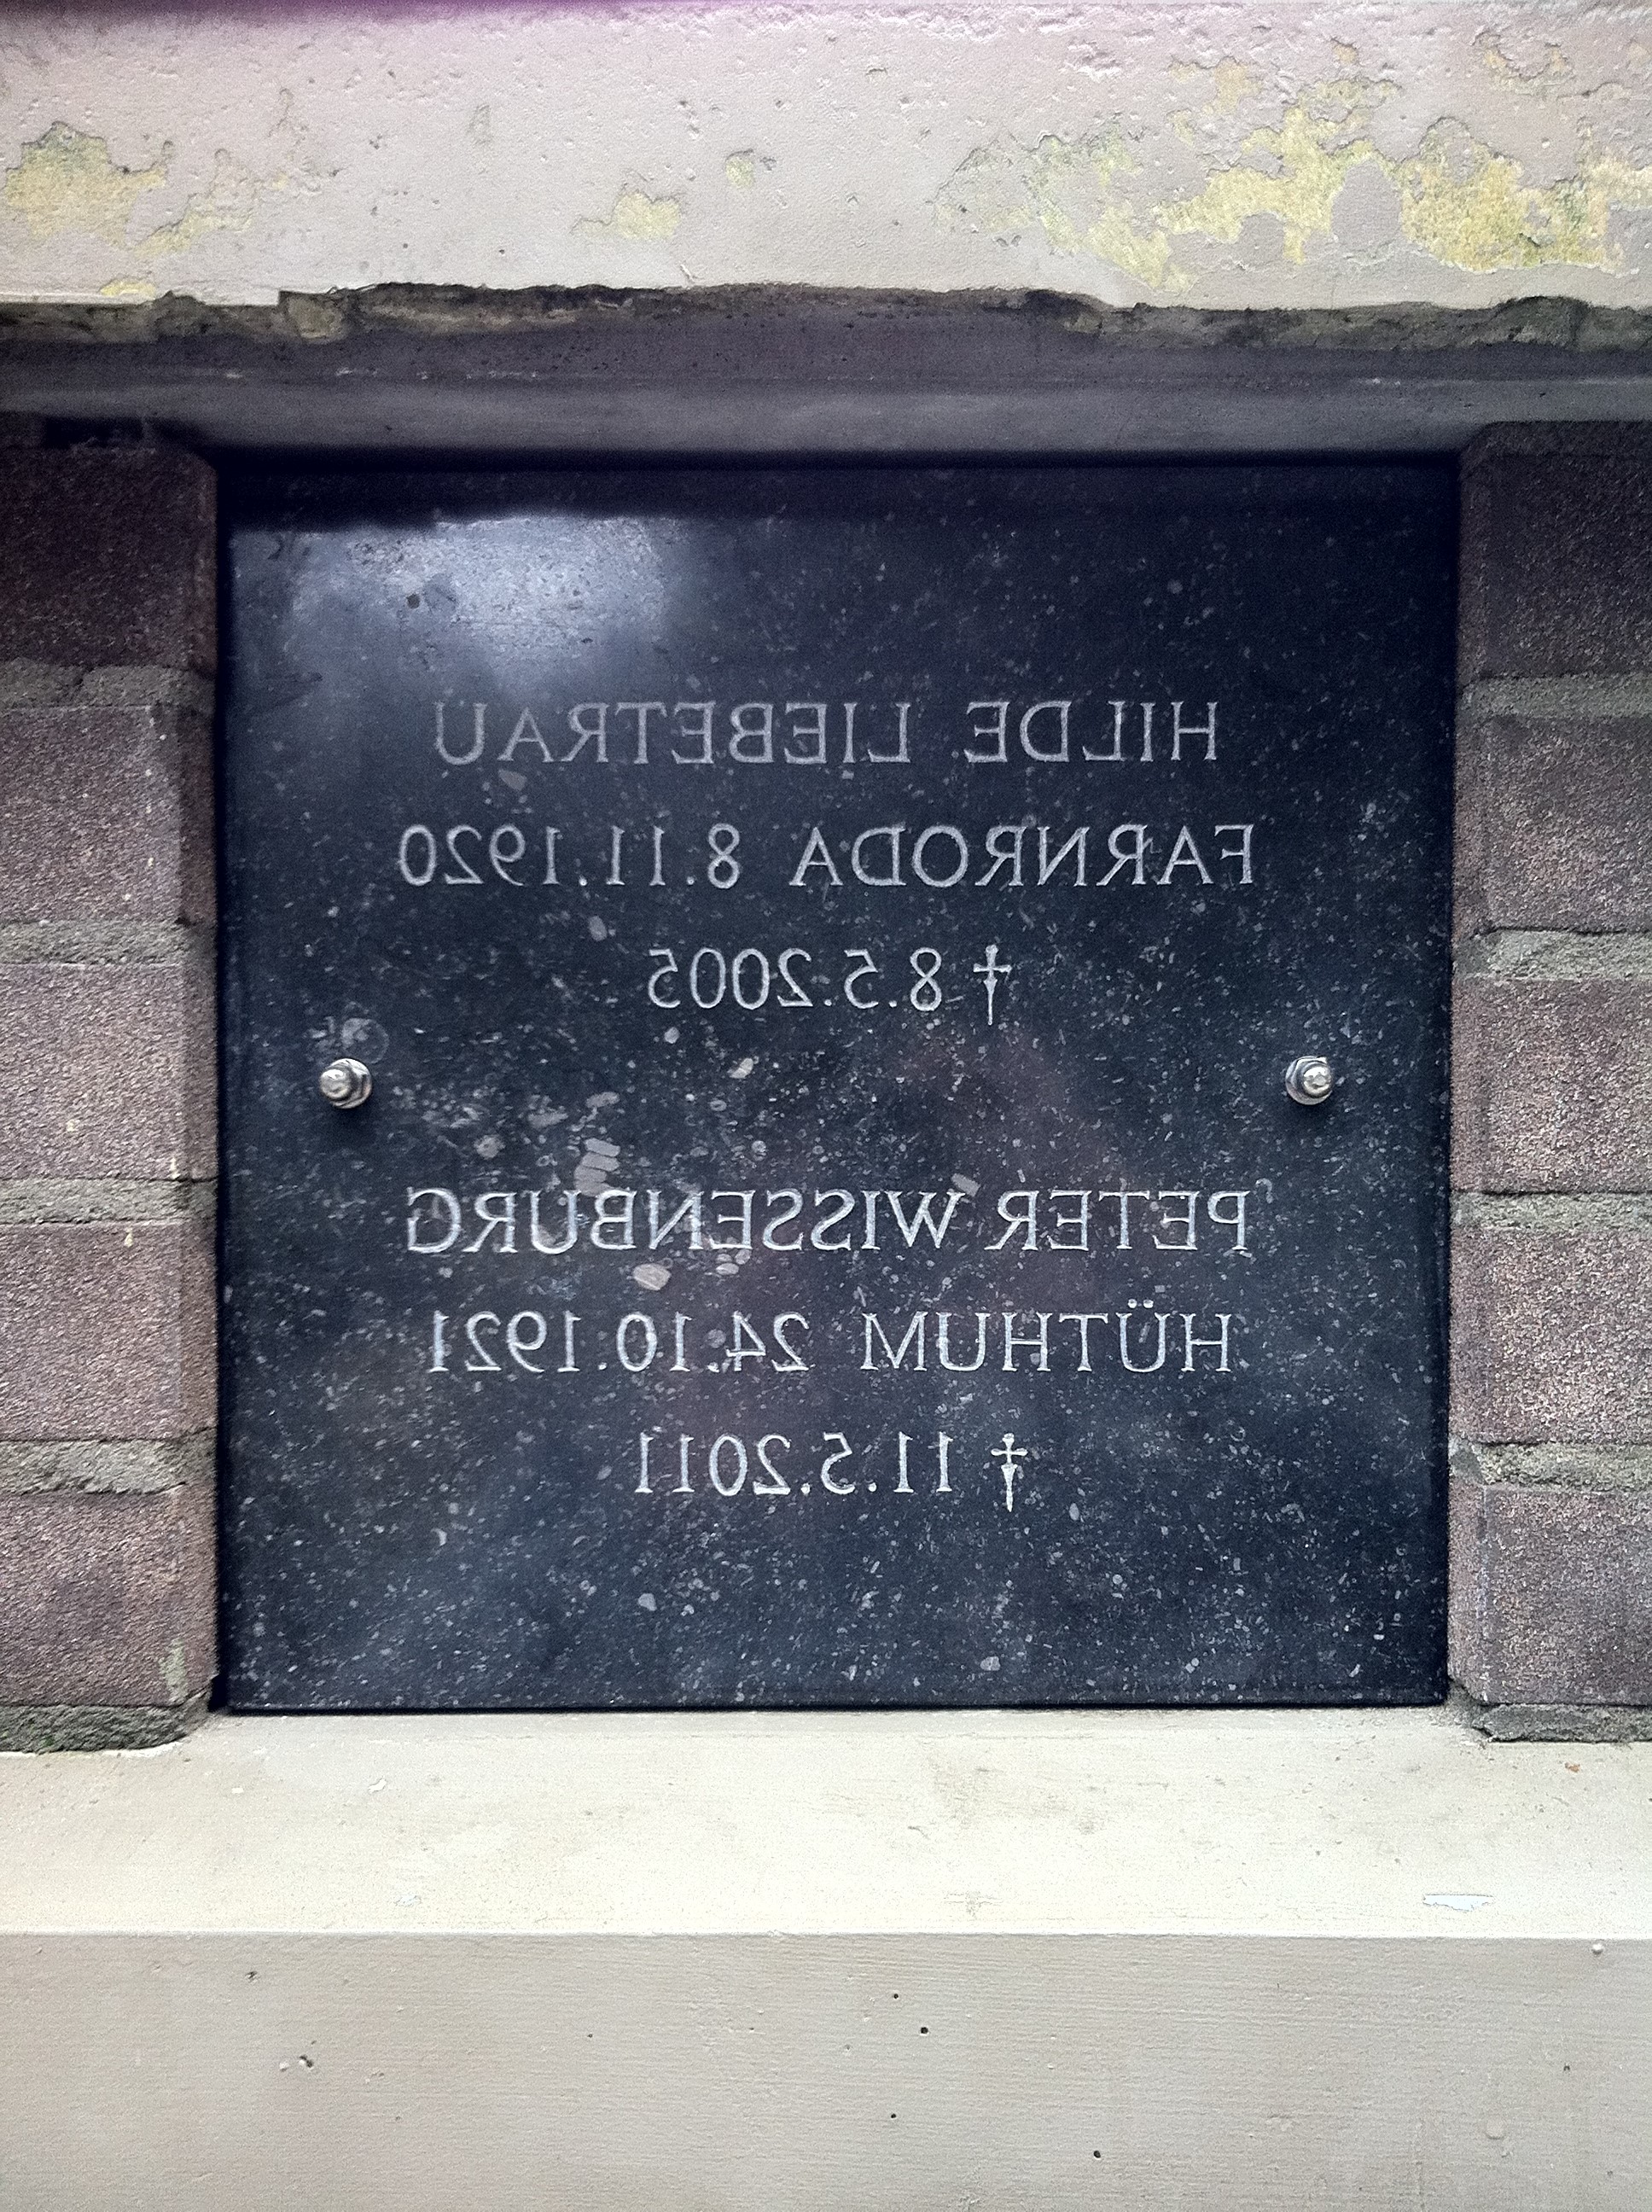 HILDE LIEBETRAU
FARNRODA 8.11.1920
† 8.5.2005
PETER WISSENBURG
HÜTHUM 24.10.1921
† 11.5.2011